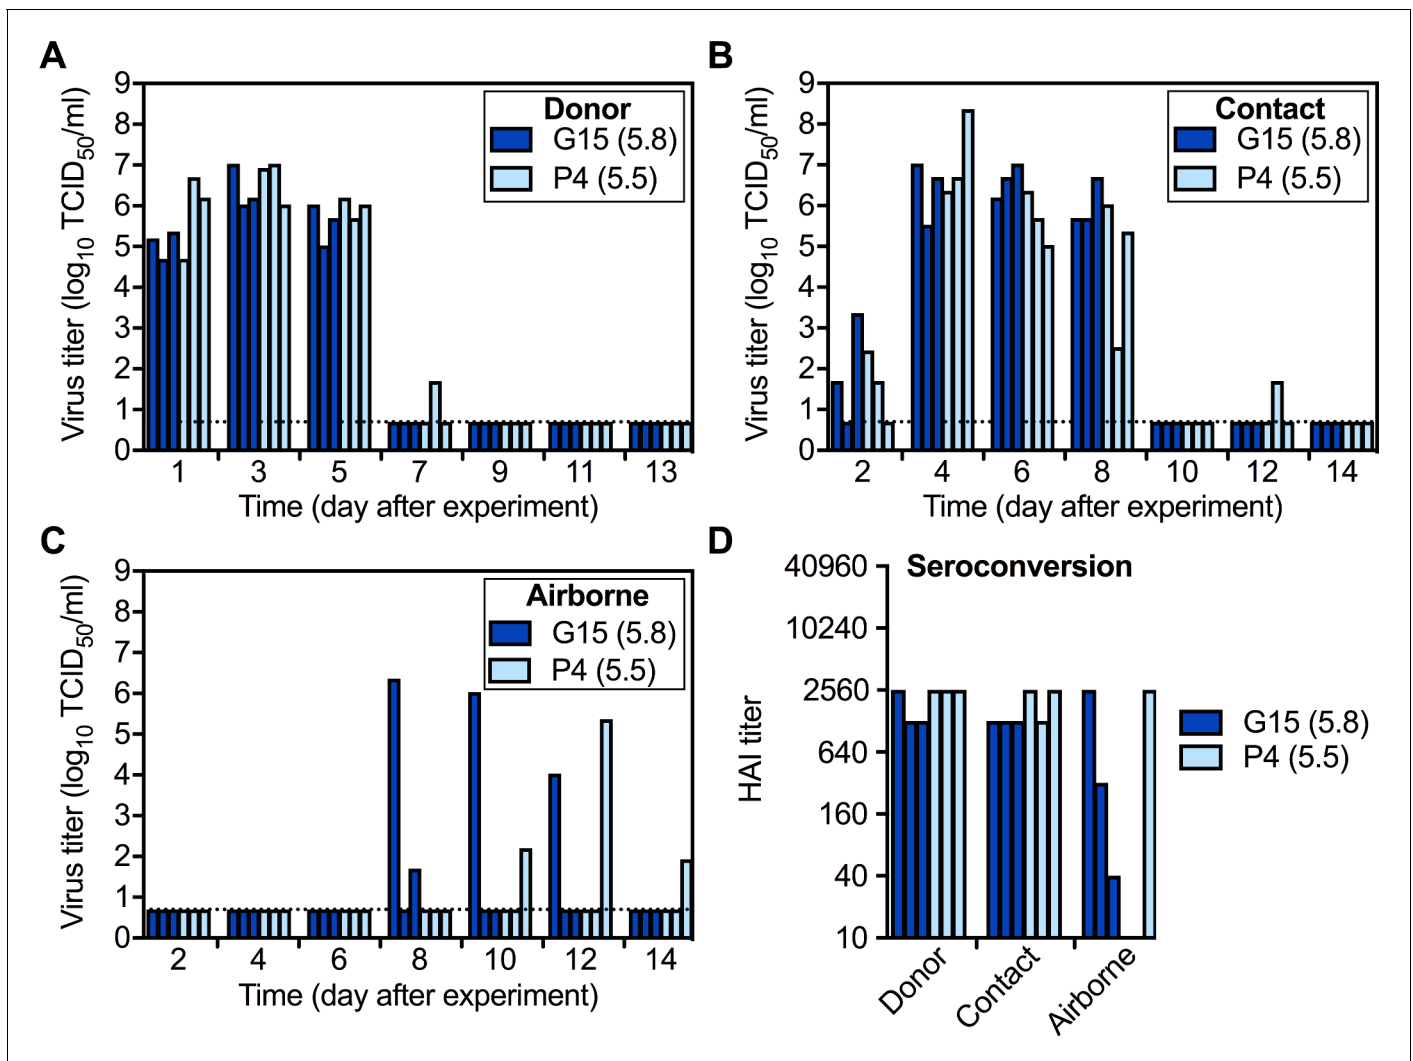 A
Donor
G15 (5.8)
P4 (5.5)
Virus titer (log10 TCID50/ml)
9
8
7
6
5
4
3
2
1
0
1 3 5 7 9 11 13
Time (day after experiment)
B
Contact
G15 (5.8)
P4 (5.5)
Virus titer (log10 TCID50/ml)
9
8
7
6
5
4
3
2
1
0
2 4 6 8 10 12 14
Time (day after experiment)
C
Airborne
G15 (5.8)
P4 (5.5)
Virus titer (log10 TCID50/ml)
9
8
7
6
5
4
3
2
1
0
2 4 6 8 10 12 14
Time (day after experiment)
D
Seroconversion
HAI titer
40960
10240
2560
640
160
40
10
Donor
Contact
Airborne
G15 (5.8)
P4 (5.5)